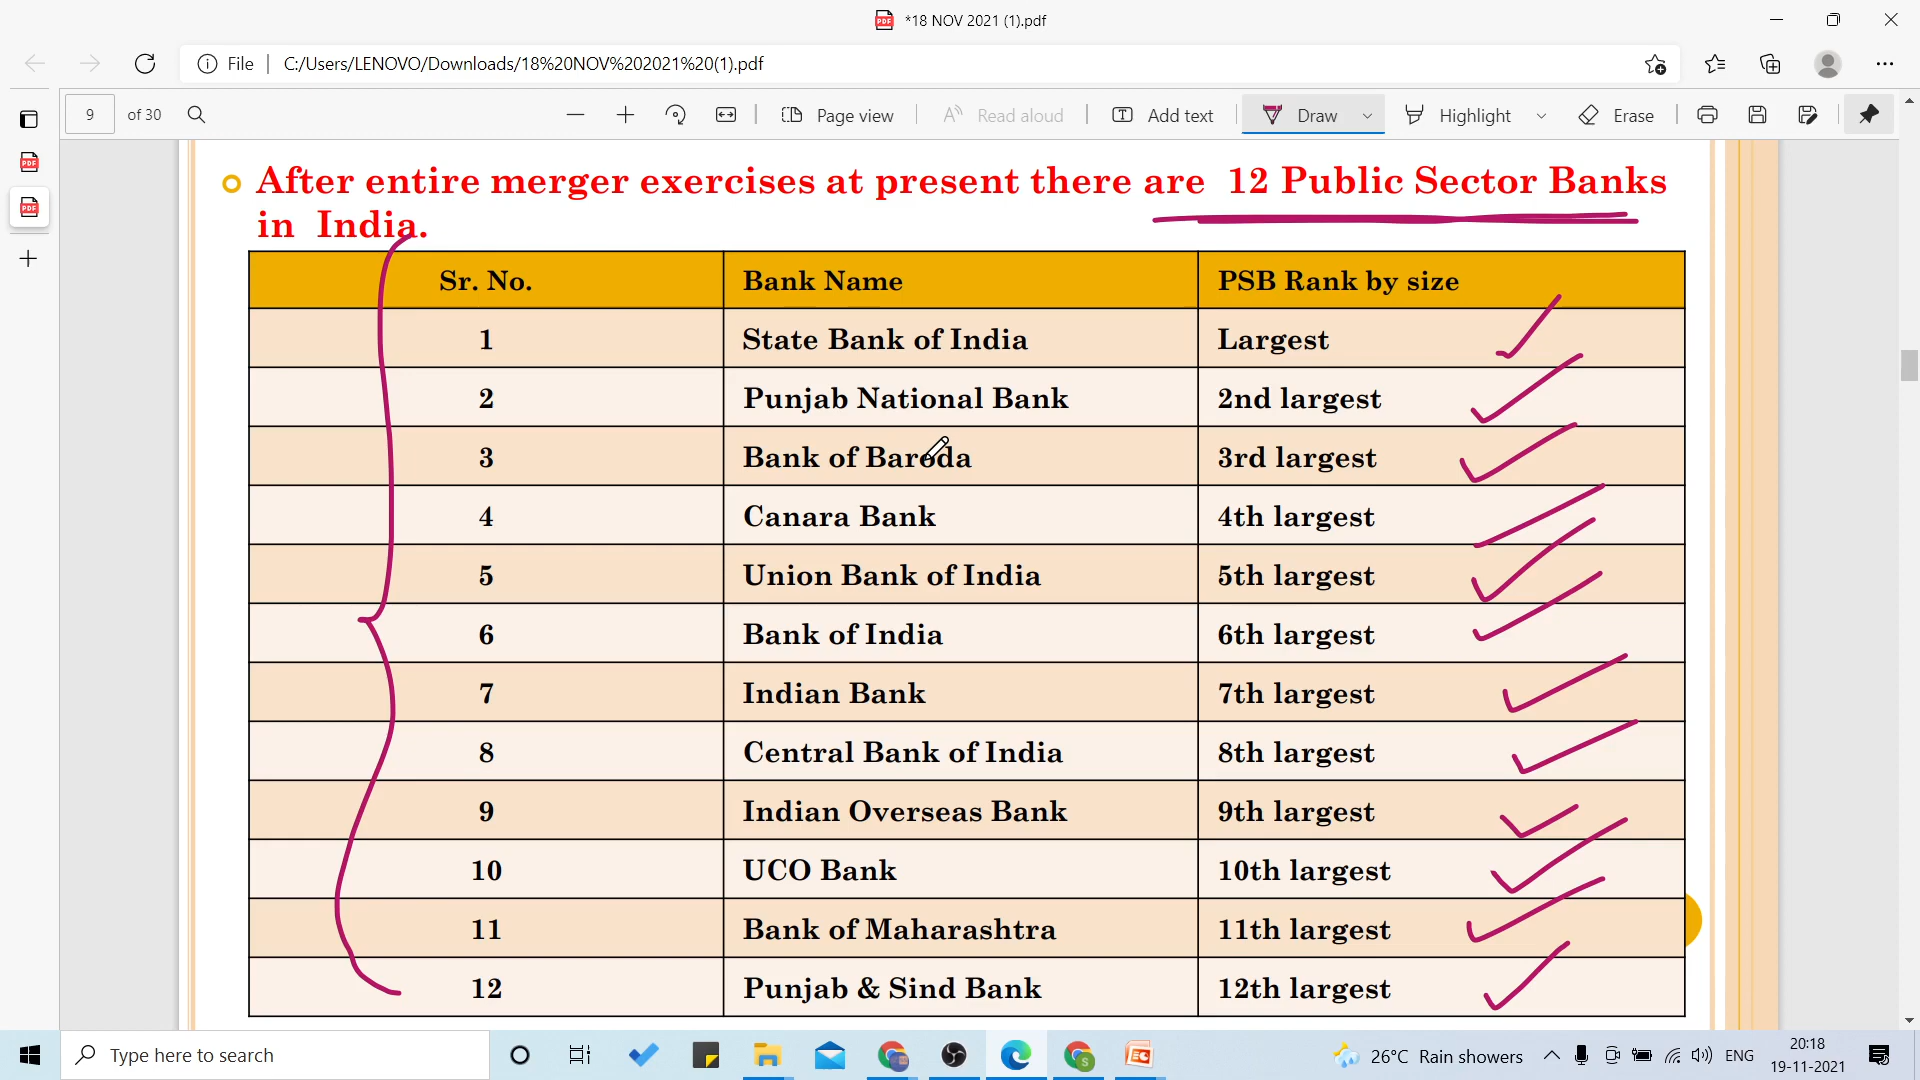 *18 NOV 2021 (1).pdf
File
C:/Users/LENOVO/Downloads/18%20NOV%202021%20(1).pdf
9 of 30
Page view
Read aloud
Add text
Draw
Highlight
Erase
After entire merger exercises at present there are 12 Public Sector Banks
in India.
Sr. No. Bank Name PSB Rank by size
1 State Bank of India Largest
2 Punjab National Bank 2nd largest
3 Bank of Baroda 3rd largest
4 Canara Bank 4th largest
5 Union Bank of India 5th largest
6 Bank of India 6th largest
7 Indian Bank 7th largest
8 Central Bank of India 8th largest
9 Indian Overseas Bank 9th largest
10 UCO Bank 10th largest
11 Bank of Maharashtra 11th largest
12 Punjab & Sind Bank 12th largest
Type here to search
26°C Rain showers
ENG
20:18
19-11-2021